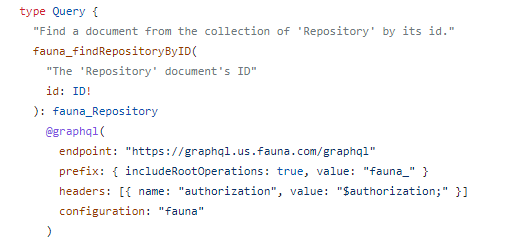 type Query {
"Find a document from the collection of 'Repository' by its id."
fauna_findRepositoryByID(
"The 'Repository' document's ID"
id: ID!
): fauna_Repository
@graphql(
endpoint: "https://graphql.us.fauna.com/graphql"
prefix: { includeRootOperations: true, value: "fauna_" }
headers: [{ name: "authorization", value: "$authorization;" }]
configuration: "fauna"
)